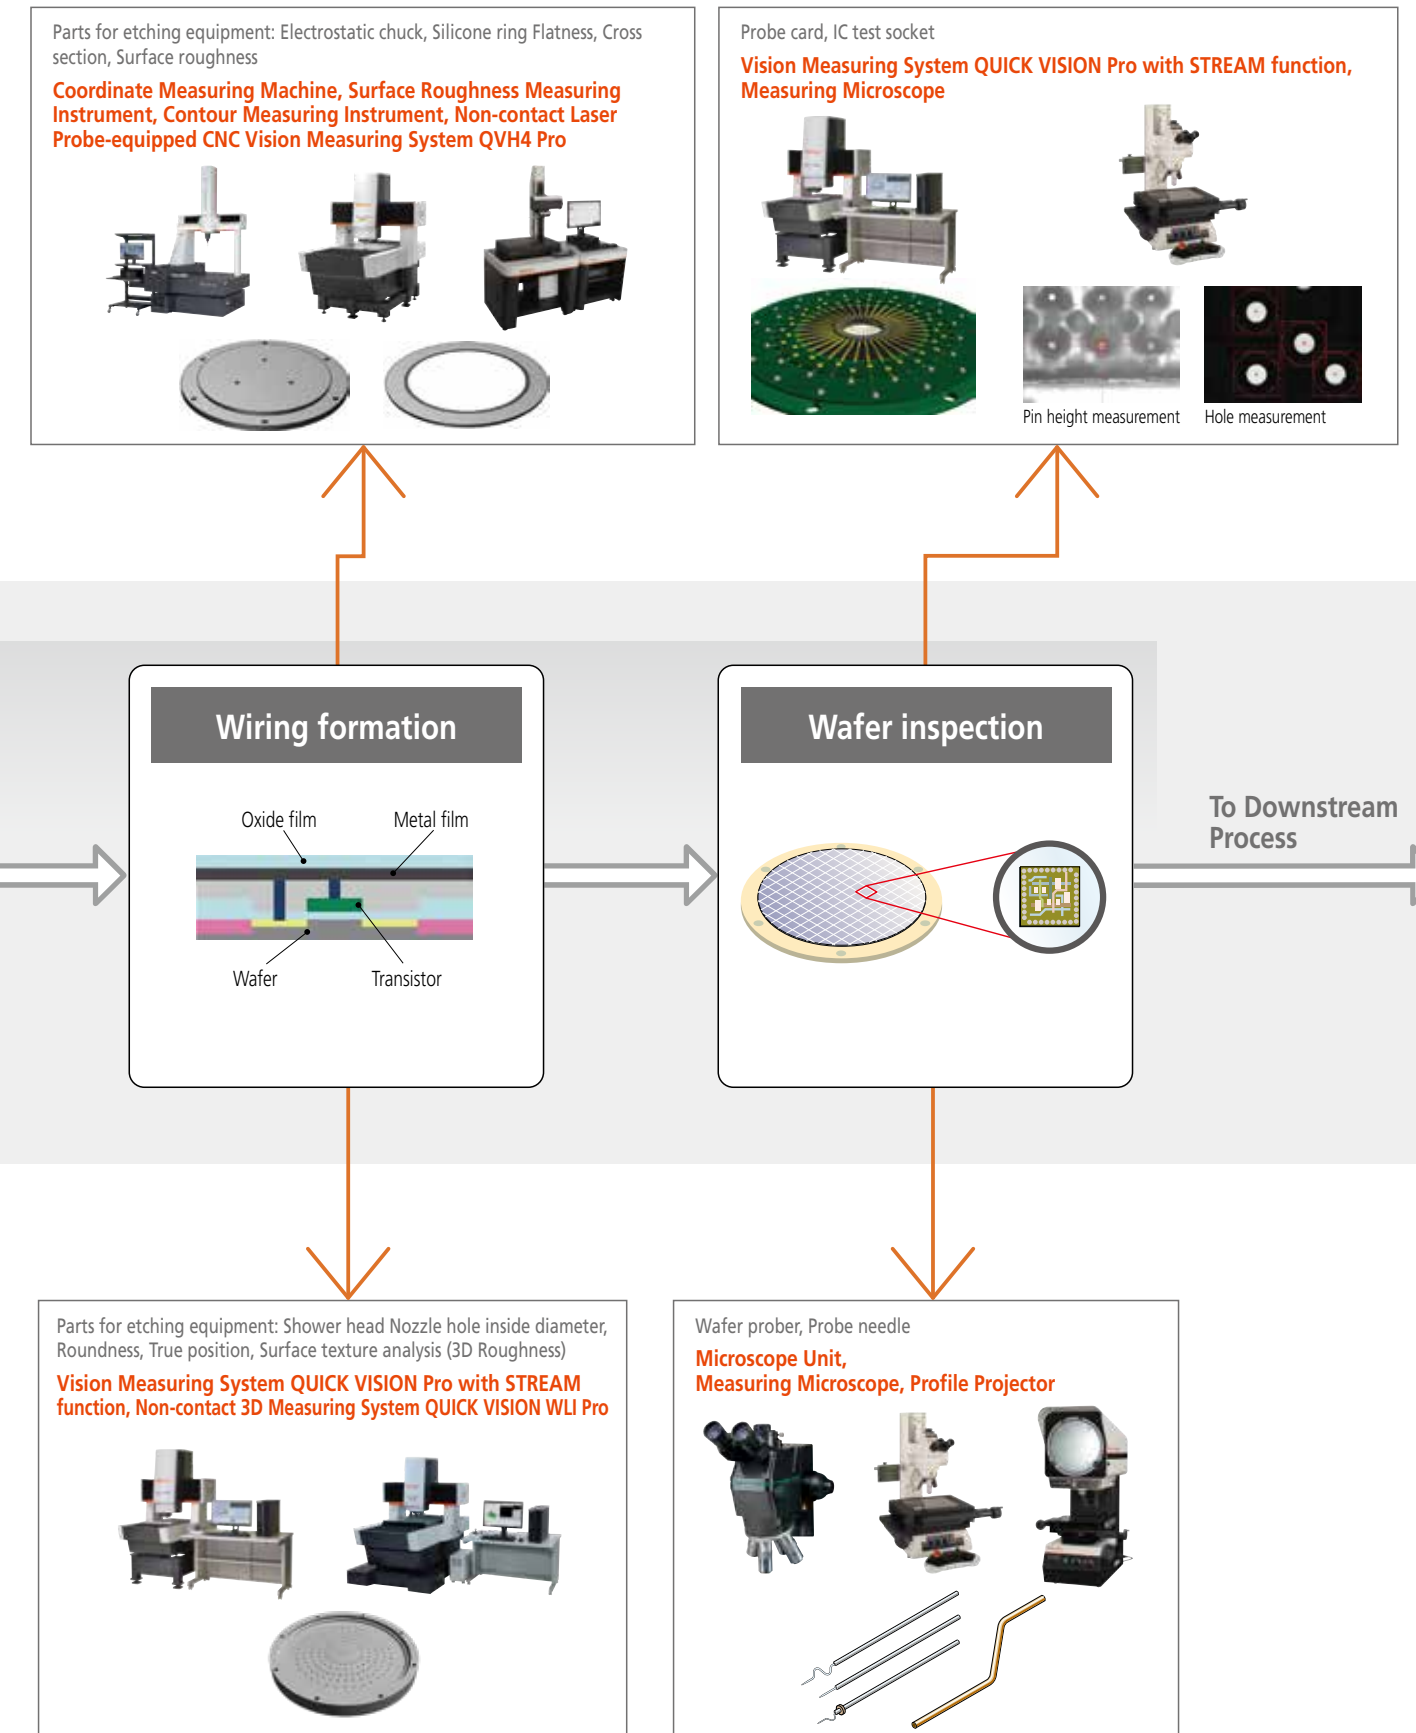 Parts for etching equipment: Electrostatic chuck, Silicone ring Flatness, Cross
section, Surface roughness
Coordinate Measuring Machine, Surface Roughness Measuring
Instrument, Contour Measuring Instrument, Non-contact Laser
Probe-equipped CNC Vision Measuring System QVH4 Pro
Probe card, IC test socket
Vision Measuring System QUICK VISION Pro with STREAM function,
Measuring Microscope
Pin height measurement
Hole measurement
Wiring formation
Oxide film
Metal film
Wafer
Transistor
Wafer inspection
To Downstream
Process
Parts for etching equipment: Shower head Nozzle hole inside diameter,
Roundness, True position, Surface texture analysis (3D Roughness)
Vision Measuring System QUICK VISION Pro with STREAM
function, Non-contact 3D Measuring System QUICK VISION WLI Pro
Wafer prober, Probe needle
Microscope Unit,
Measuring Microscope, Profile Projector